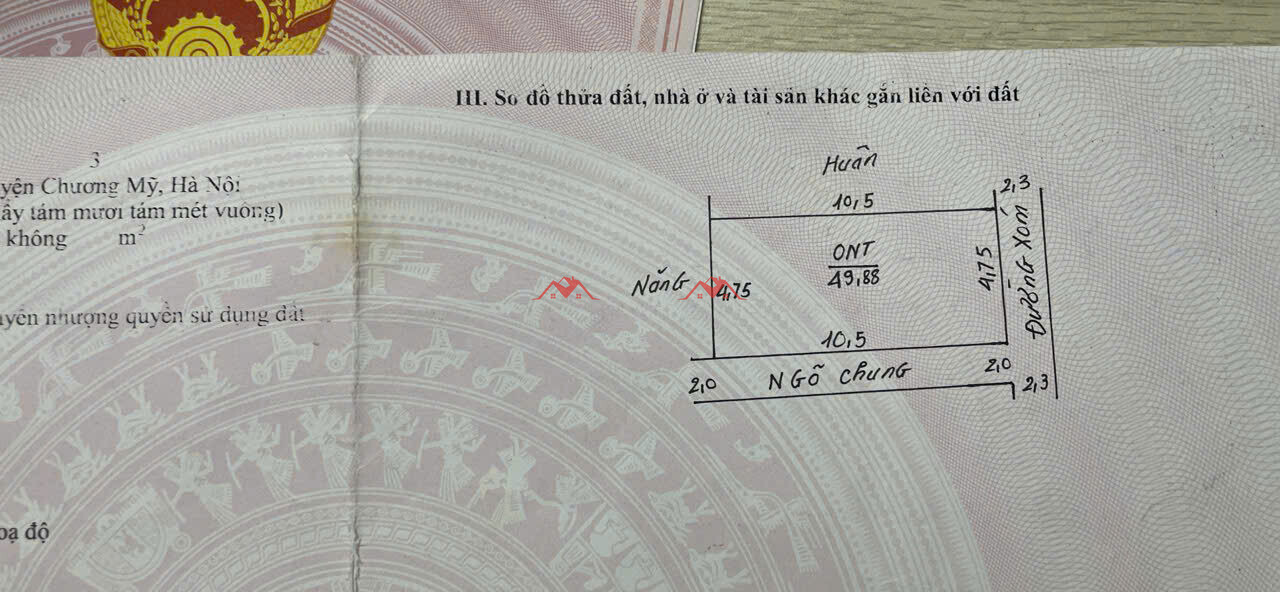 III. Sơ đồ thửa đất, nhà ở và tài sản khác gắn liền với đất
3
yện Chương Mỹ, Hà Nội
ẩy tám mươi tám mét vuông)
không m²
uyển nhượng quyền sử dụng đất
oạ độ
Huân
2,3
10,5
ONT
49,88
Năng
4,75
4,75
Đường xóm
10,5
2,0
Ngõ chung
2,0
2,3